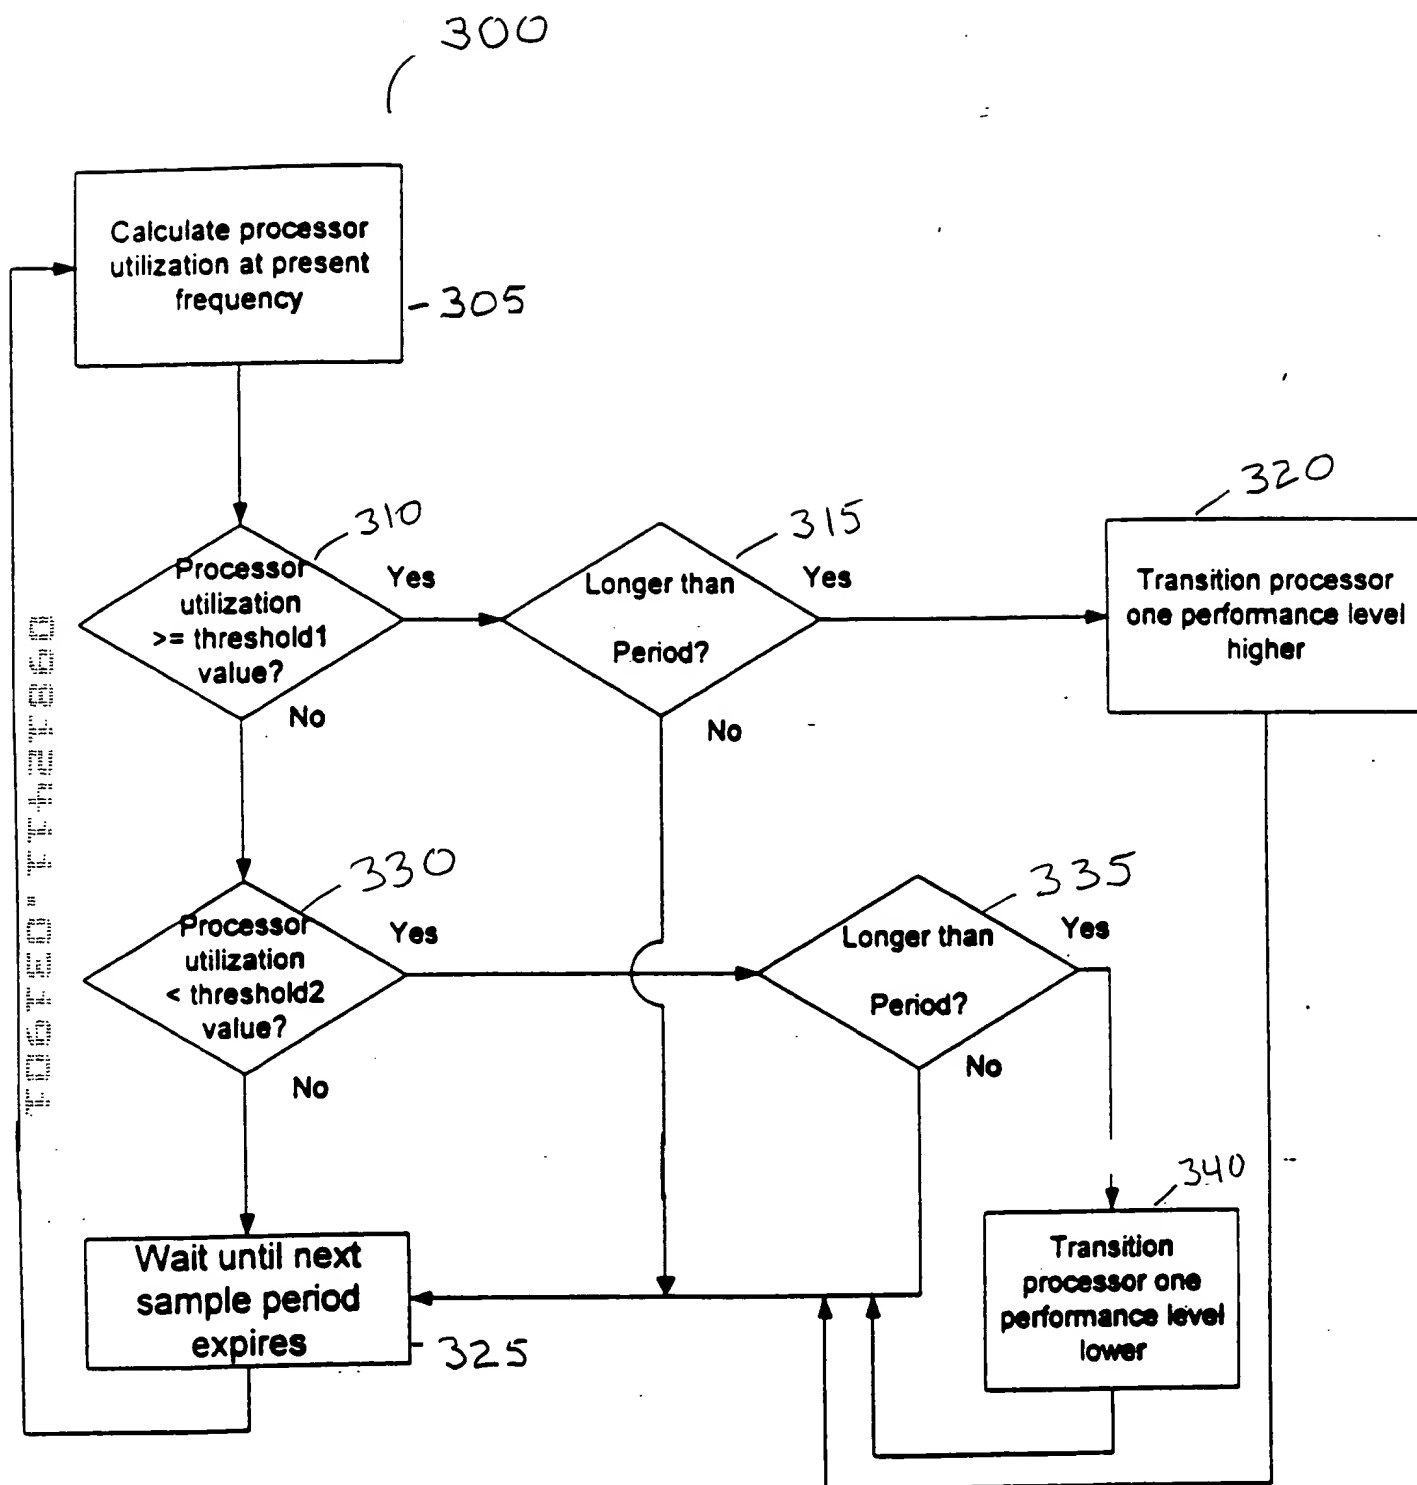 300
Calculate processor
utilization at present
frequency
305
310
Processor
utilization
>= threshold1
value?
Yes
No
315
Longer than
Period?
Yes
No
320
Transition processor
one performance level
higher
330
Processor
utilization
< threshold2
value?
Yes
No
335
Longer than
Period?
Yes
No
340
Transition
processor one
performance level
lower
Wait until next
sample period
expires
325